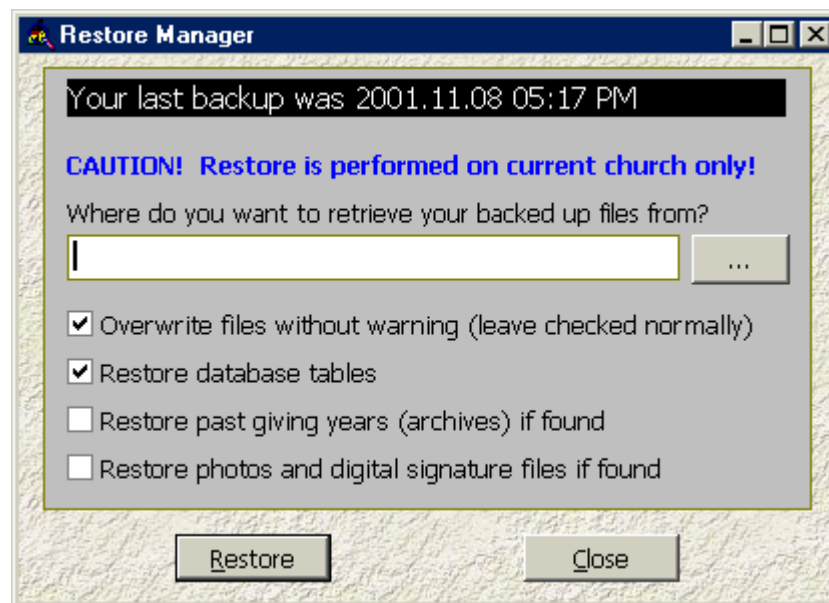 Restore Manager
Your last backup was 2001.11.08 05:17 PM
CAUTION!  Restore is performed on current church only!
Where do you want to retrieve your backed up files from?
...
Overwrite files without warning (leave checked normally)
Restore database tables
Restore past giving years (archives) if found
Restore photos and digital signature files if found
Restore Close